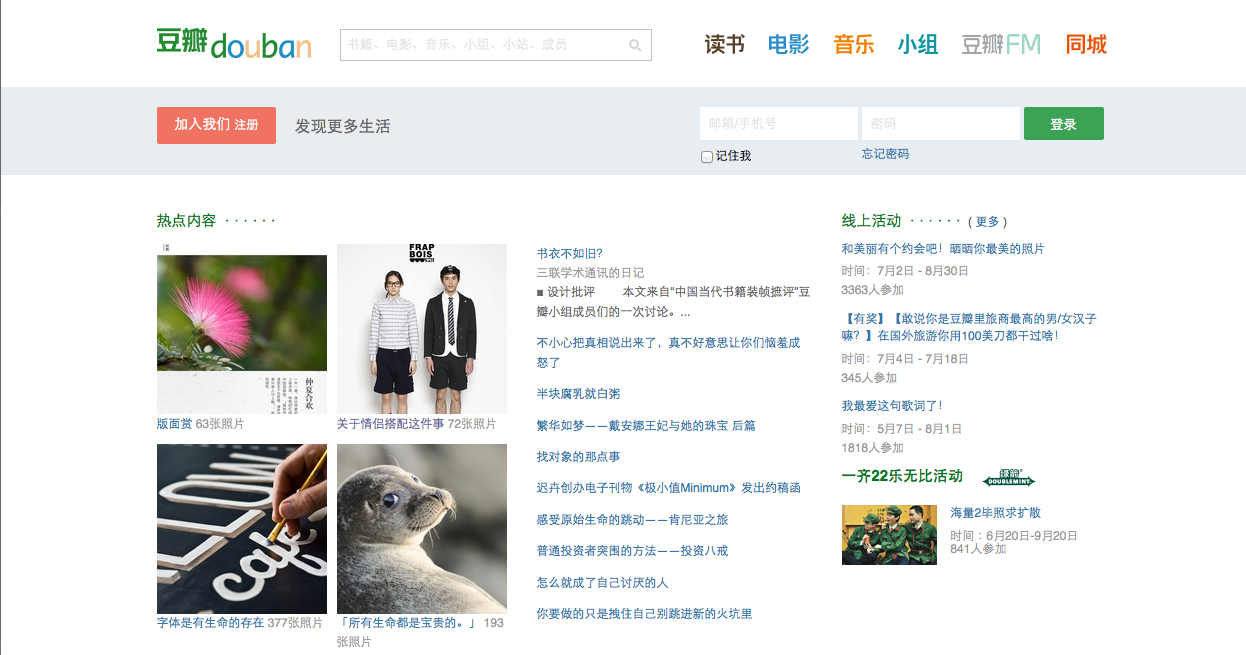 豆瓣douban
书籍、电影、音乐、小组、小站、成员
读书 电影 音乐 小组 豆瓣FM 同城
加入我们 注册
发现更多生活
邮箱/手机号
密码
登录
记住我
忘记密码
热点内容 · · · · · ·
仲夏合欢
版面赏 63张照片
FRAP
BOIS
关于情侣搭配这件事 72张照片
LOW
cafe
字体是有生命的存在 377张照片
「所有生命都是宝贵的。」 193
张照片
书衣不如旧?
三联学术通讯的日记
■ 设计批评 本文来自“中国当代书籍装帧摭评”豆
瓣小组成员们的一次讨论。...
不小心把真相说出来了，真不好意思让你们恼羞成
怒了
半块腐乳就白粥
繁华如梦——戴安娜王妃与她的珠宝 后篇
找对象的那点事
迟卉创办电子刊物《极小值Minimum》发出约稿函
感受原始生命的跳动——肯尼亚之旅
普通投资者突围的方法——投资八戒
怎么就成了自己讨厌的人
你要做的只是拽住自己别跳进新的火坑里
线上活动 · · · · · · ( 更多 )
和美丽有个约会吧！晒晒你最美的照片
时间：7月2日 - 8月30日
3363人参加
【有奖】【敢说你是豆瓣里旅商最高的男/女汉子
嘛？】在国外旅游你用100美刀都干过啥！
时间：7月4日 - 7月18日
345人参加
我最爱这句歌词了！
时间：5月7日 - 8月1日
1818人参加
一齐22乐无比活动
绿箭
DOUBLEMINT
海量2毕照求扩散
时间：6月20日-9月20日
841人参加